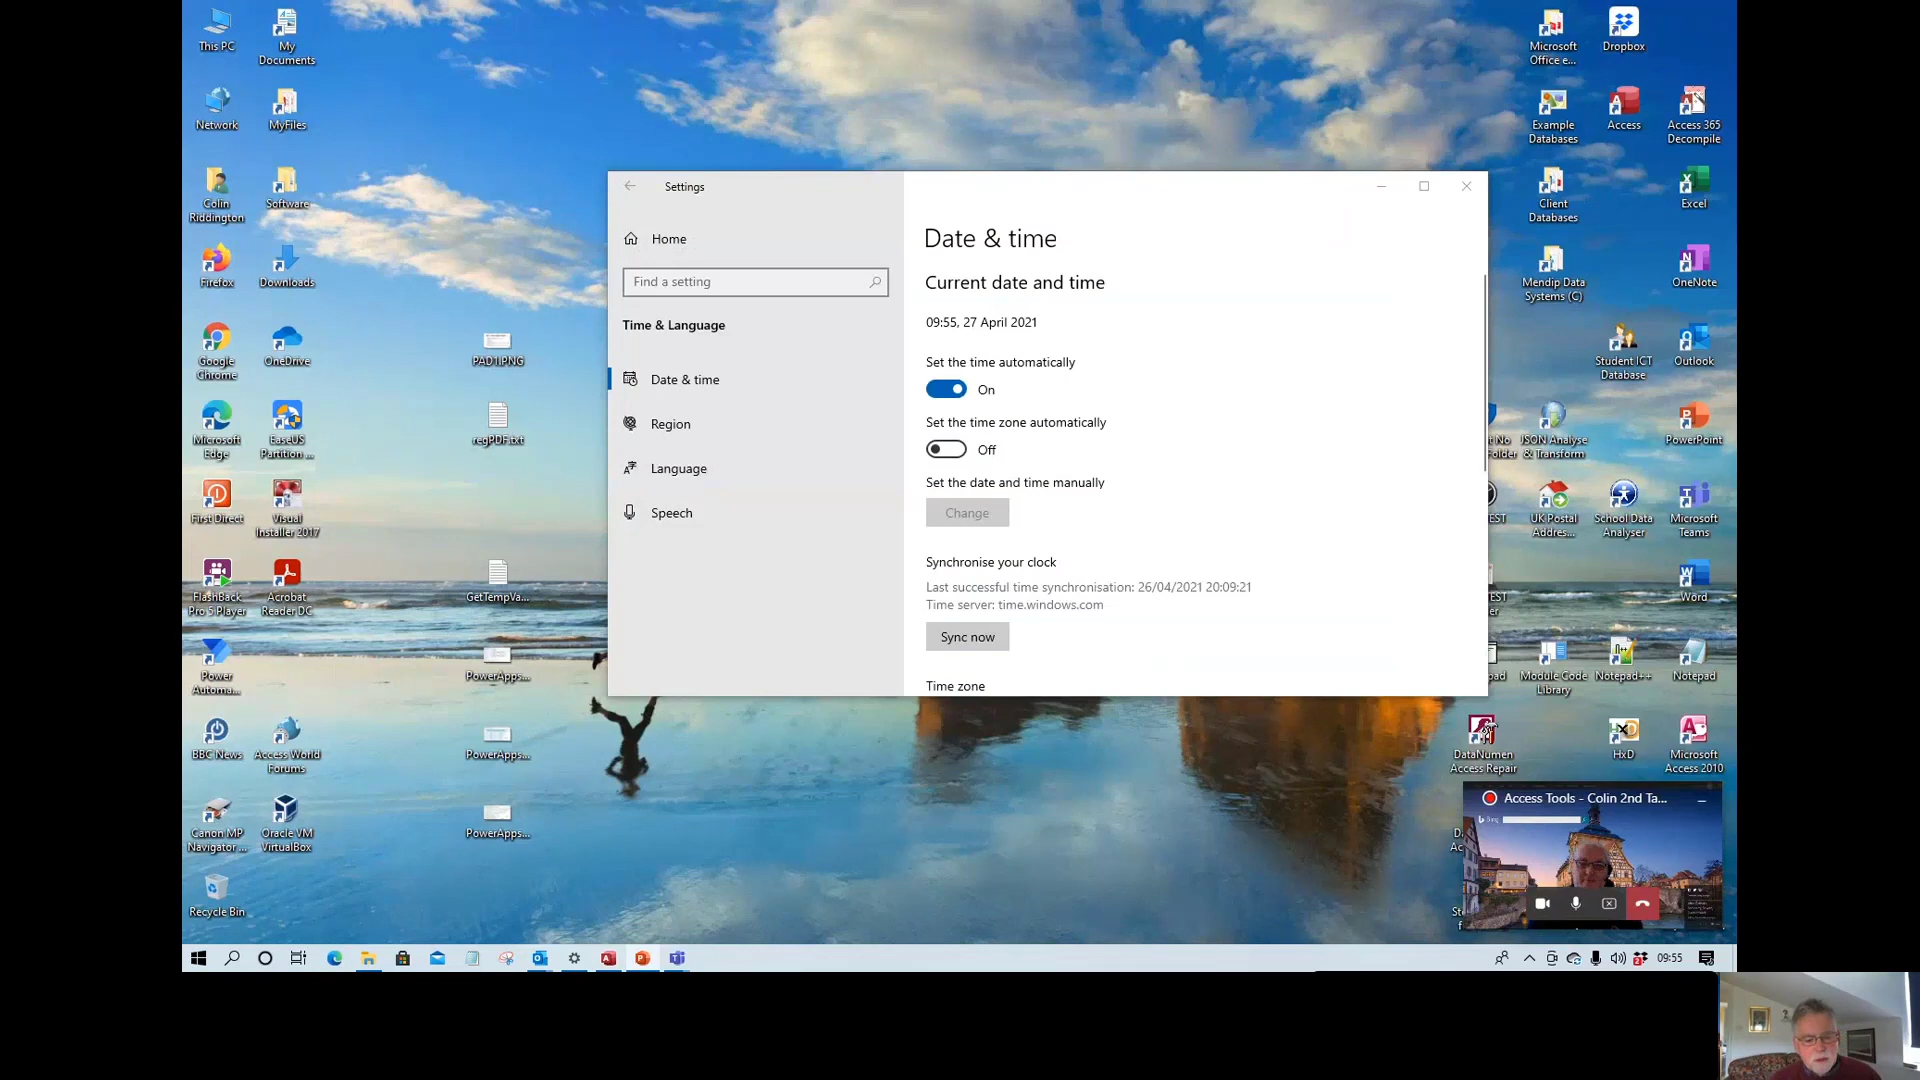 This PC
My
Documents
Network
MyFiles
Colin
Riddington
Software
Firefox
Downloads
Google
Chrome
OneDrive
Microsoft
Edge
EaseUS
Partition ...
First Direct
Visual
Installer 2017
FlashBack
Pro 5 Player
Acrobat
Reader DC
Power
Automa...
BBC News
Access World
Forums
Canon MP
Navigator ...
Oracle VM
VirtualBox
Recycle Bin
PAD1I.PNG
regPDF.txt
GetTempVa...
PowerApps...
PowerApps...
PowerApps...
Settings
Home
Find a setting
Time & Language
Date & time
Region
Language
Speech
Date & time
Current date and time
09:55, 27 April 2021
Set the time automatically
On
Set the time zone automatically
Off
Set the date and time manually
Change
Synchronise your clock
Last successful time synchronisation: 26/04/2021 20:09:21
Time server: time.windows.com
Sync now
Time zone
Microsoft
Office e...
Dropbox
Example
Databases
Access
Access 365
Decompile
Client
Databases
Excel
Mendip Data
Systems (C)
OneNote
Student ICT
Database
Outlook
JSON Analyse
& Transform
PowerPoint
UK Postal
Addres...
School Data
Analyser
Microsoft
Teams
Word
Module Code
Library
Notepad++
Notepad
DataNumen
Access Repair
HxD
Microsoft
Access 2010
Access Tools - Colin 2nd Ta...
09:55